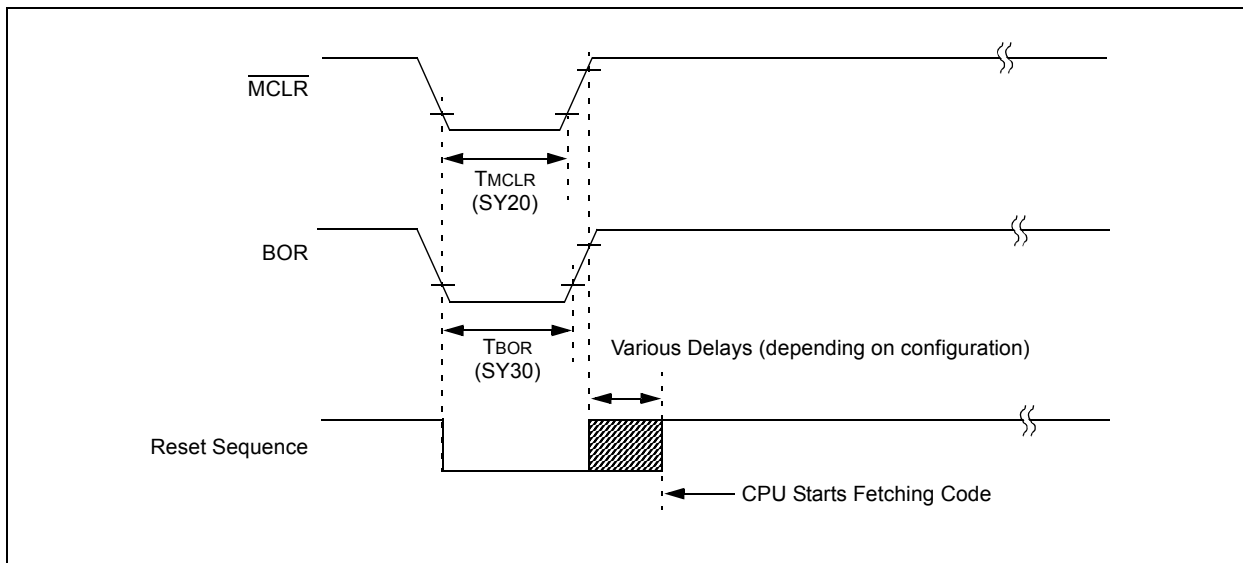 MCLR
TMCLR
(SY20)
BOR
TBOR
(SY30)
Various Delays (depending on configuration)
Reset Sequence
CPU Starts Fetching Code